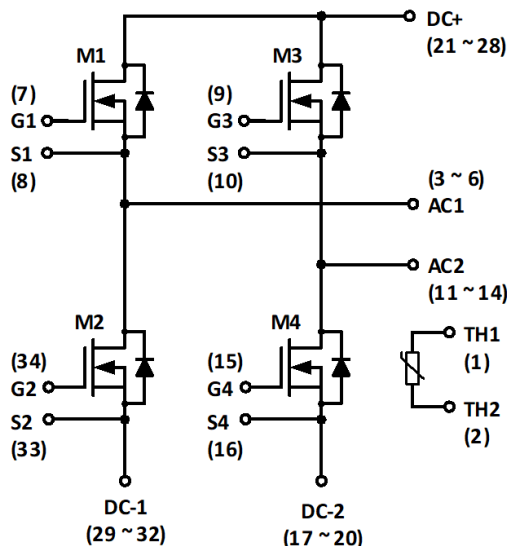 DC+
(21 ~ 28)
M1
M3
(7)
(9)
G1
G3
S1
S3
(8)
(10)
(3 ~ 6)
AC1
AC2
(11 ~ 14)
M2
M4
TH1
(1)
(34)
(15)
G2
G4
TH2
(2)
S2
S4
(33)
(16)
DC-1
DC-2
(29 ~ 32)
(17 ~ 20)